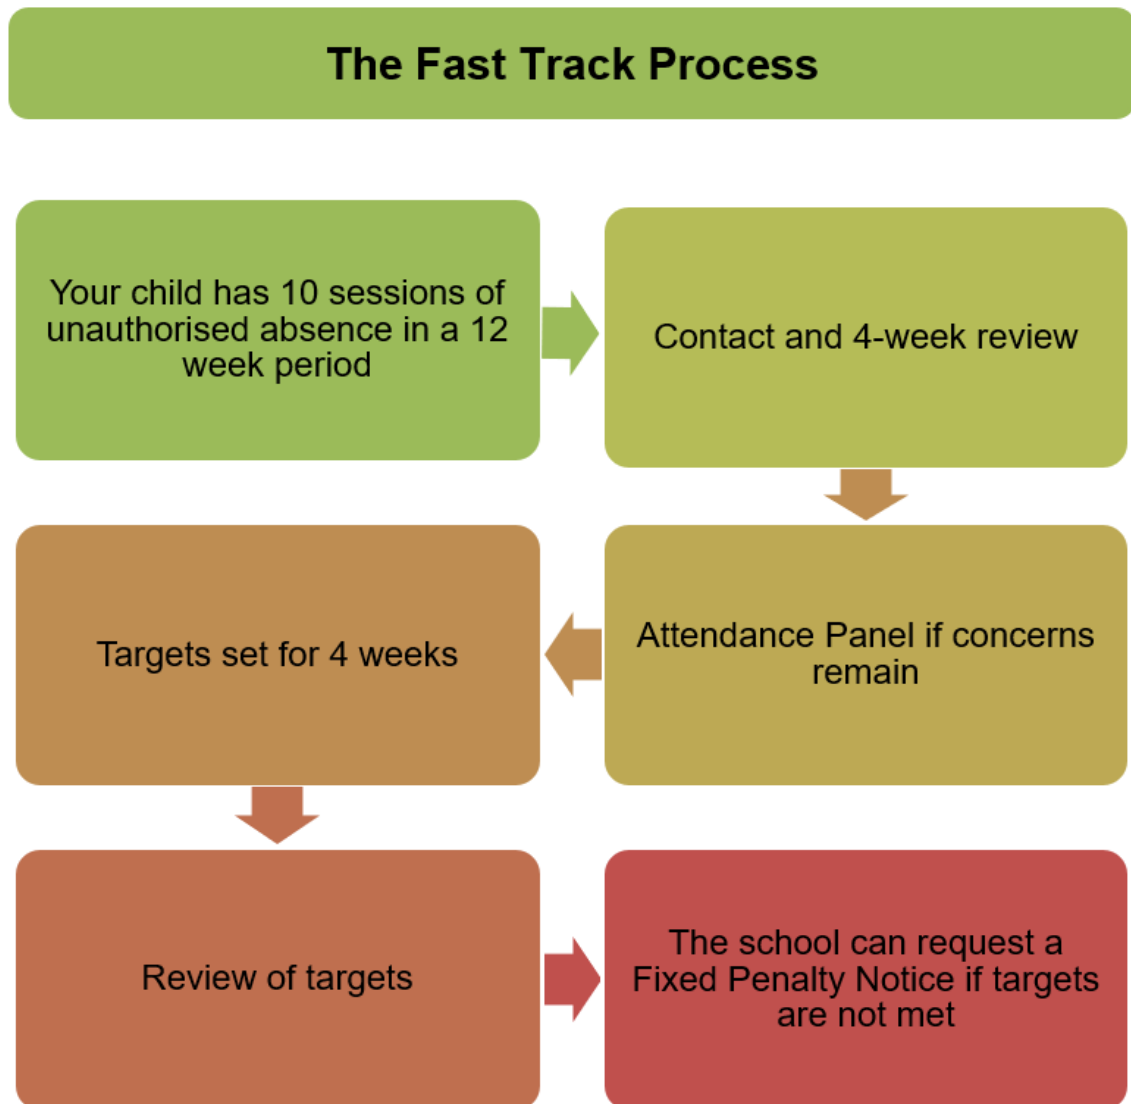 The Fast Track Process
Your child has 10 sessions of
unauthorised absence in a 12
week period
Contact and 4-week review
Attendance Panel if concerns
remain
Targets set for 4 weeks
Review of targets
The school can request a
Fixed Penalty Notice if targets
are not met